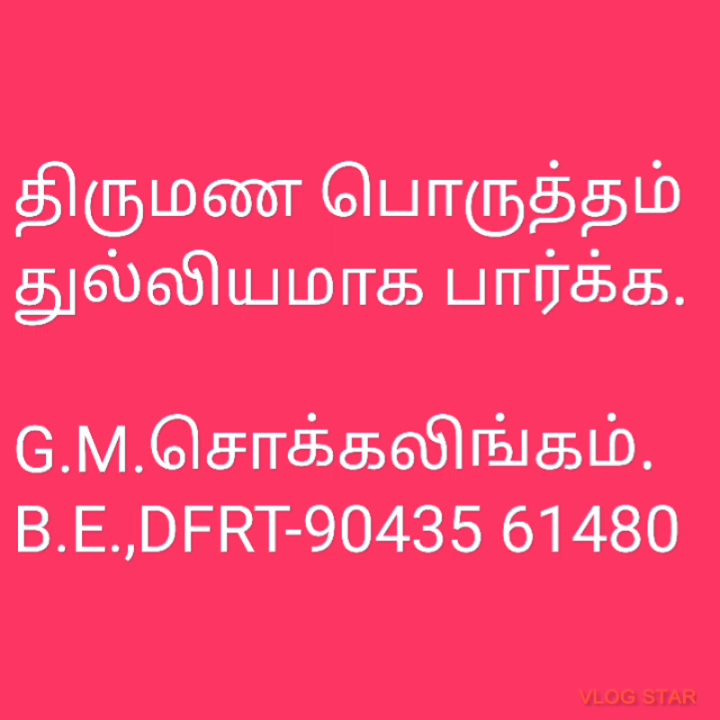 திருமண பொருத்தம்
துல்லியமாக பார்க்க.
G.M.சொக்கலிங்கம்.
B.E.,DFRT-90435 61480
VLOG STAR